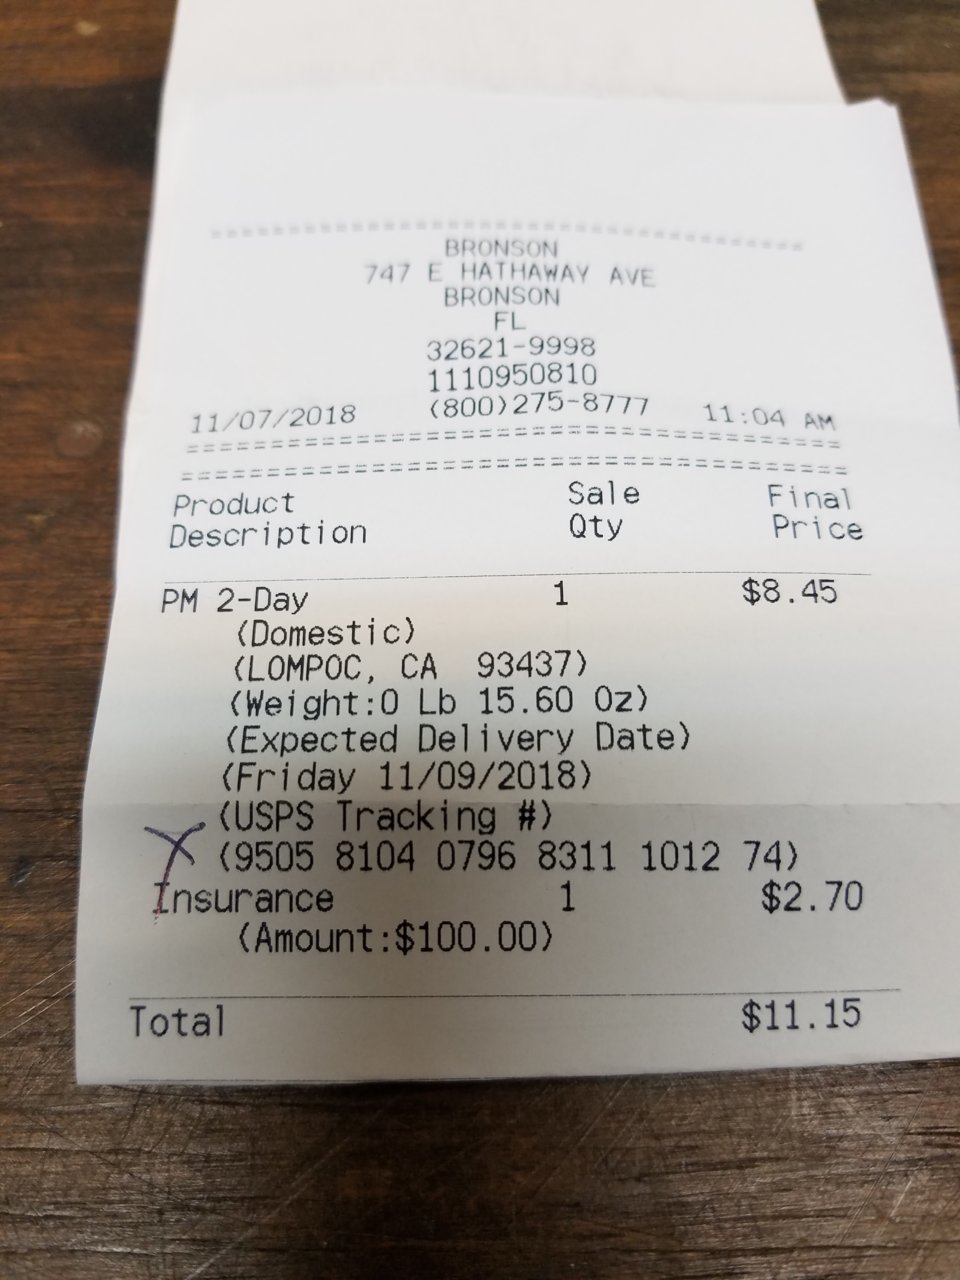 BRONSON
747 E HATHAWAY AVE
BRONSON
FL
32621-9998
1110950810
11/07/2018 (800)275-8777 11:04 AM
Product Sale Final
Description Qty Price
PM 2-Day 1 $8.45
(Domestic)
(LOMPOC, CA 93437)
(Weight:0 Lb 15.60 Oz)
(Expected Delivery Date)
(Friday 11/09/2018)
(USPS Tracking #)
(9505 8104 0796 8311 1012 74)
Insurance 1 $2.70
(Amount:$100.00)
Total $11.15